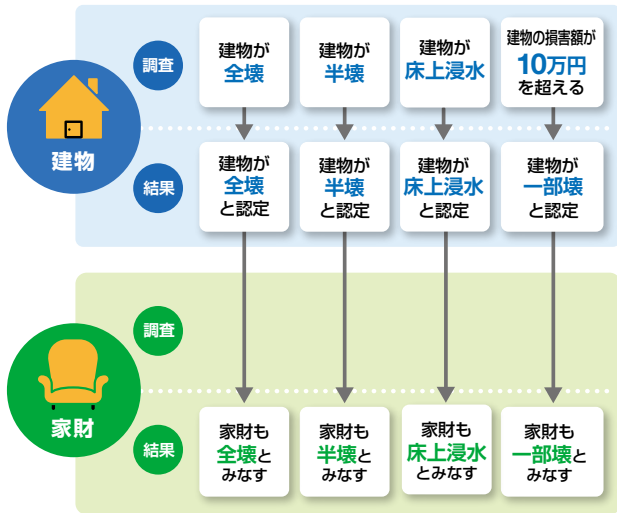 調査
建物が
全壊
建物が
半壊
建物が
床上浸水
建物の損害額が
10万円
を超える
建物
結果
建物が
全壊
と認定
建物が
半壊
と認定
建物が
床上浸水
と認定
建物が
一部壊
と認定
調査
家財
結果
家財も
全壊と
みなす
家財も
半壊と
みなす
家財も
床上浸水
とみなす
家財も
一部壊と
みなす